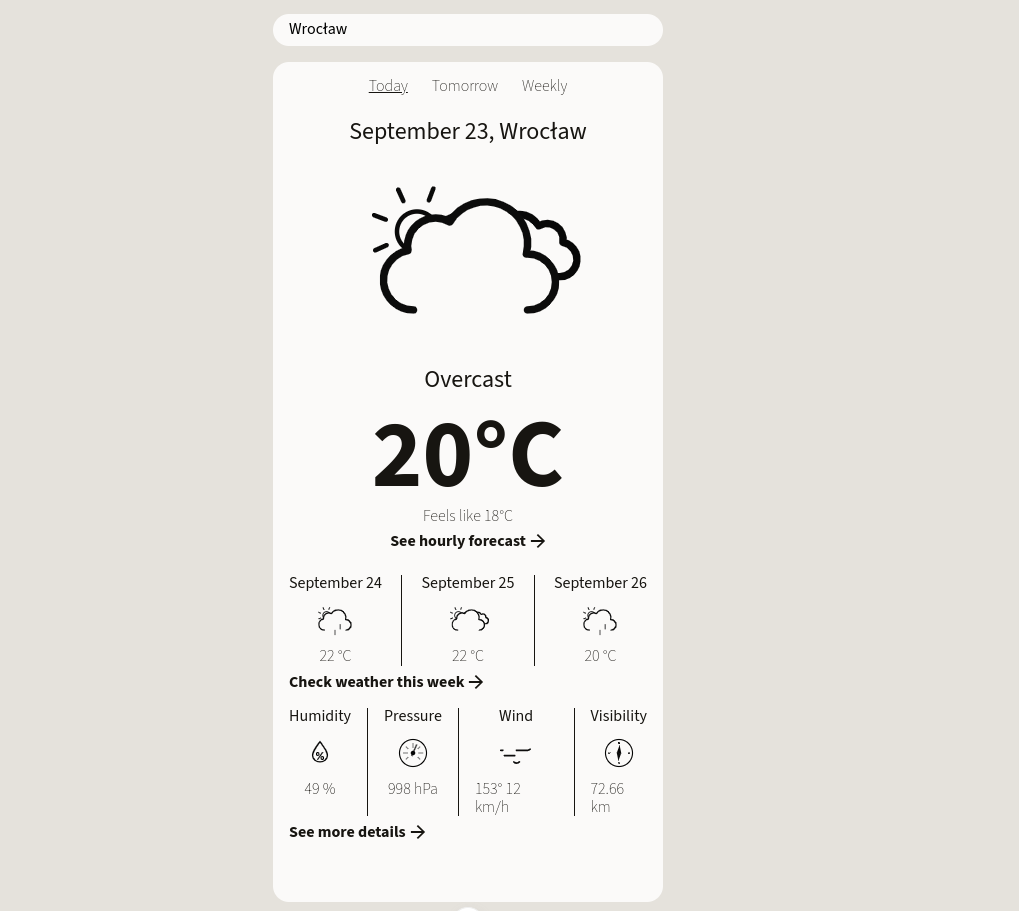 Wrocław
Today Tomorrow Weekly
September 23, Wrocław
Overcast
20°C
Feels like 18°C
See hourly forecast →
September 24 September 25 September 26
22 °C 22 °C 20 °C
Check weather this week →
Humidity Pressure Wind Visibility
%
49 % 998 hPa 153° 12 72.66
km/h km
See more details →